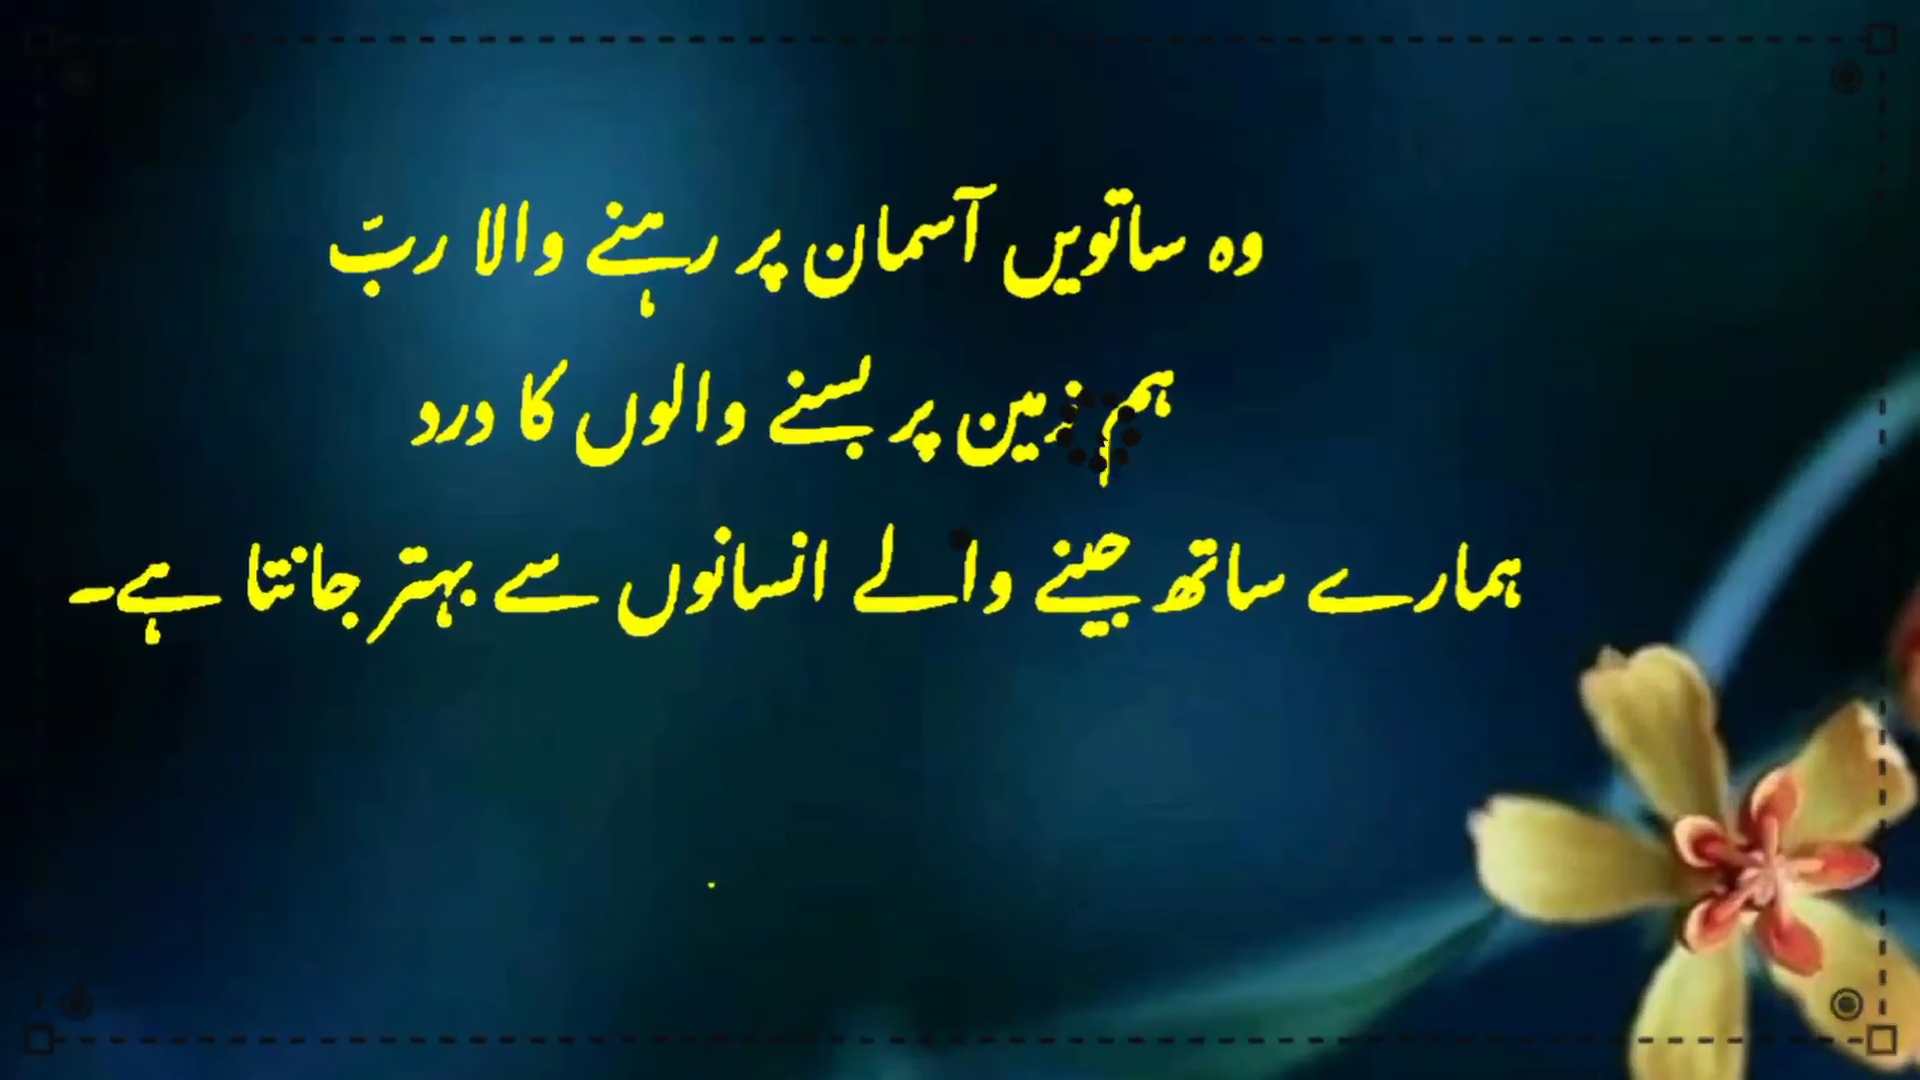 وہ ساتویں آسمان پر رہنے والا ربّ
ہم زمین پر بسنے والوں کا درد
ہمارے ساتھ جینے والے انسانوں سے بہتر جانتا ہے۔